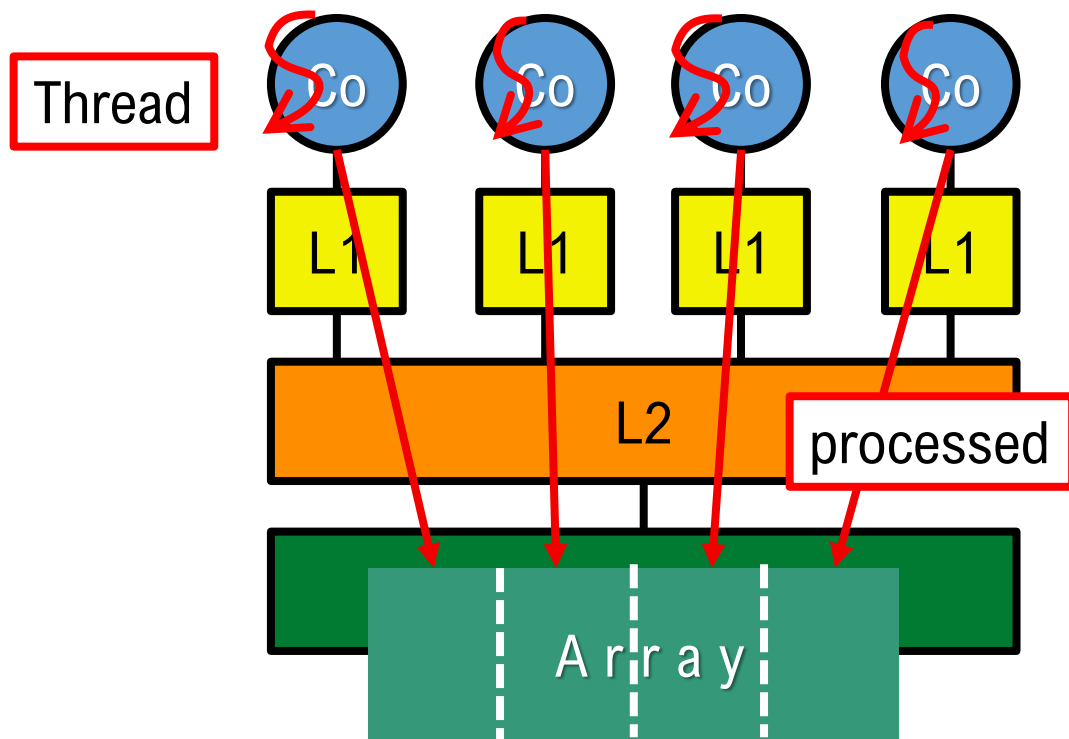 Thread
Co Co Co Co
L1 L1 L1 L1
L2
processed
Array